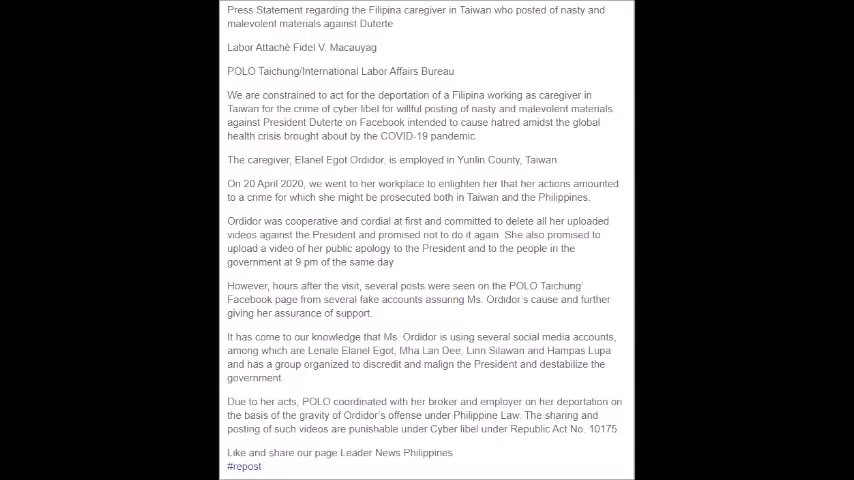 Press Statement regarding the Filipina caregiver in Taiwan who posted of nasty and
malevolent materials against Duterte
Labor Attaché Fidel V. Macauyag
POLO Taichung/International Labor Affairs Bureau
We are constrained to act for the deportation of a Filipina working as caregiver in
Taiwan for the crime of cyber libel for willful posting of nasty and malevolent materials
against President Duterte on Facebook intended to cause hatred amidst the global
health crisis brought about by the COVID-19 pandemic.
The caregiver, Elanel Egot Ordidor, is employed in Yunlin County, Taiwan
On 20 April 2020, we went to her workplace to enlighten her that her actions amounted
to a crime for which she might be prosecuted both in Taiwan and the Philippines.
Ordidor was cooperative and cordial at first and committed to delete all her uploaded
videos against the President and promised not to do it again. She also promised to
upload a video of her public apology to the President and to the people in the
government at 9 pm of the same day
However, hours after the visit, several posts were seen on the POLO Taichung'
Facebook page from several fake accounts assuring Ms. Ordidor's cause and further
giving her assurance of support.
It has come to our knowledge that Ms. Ordidor is using several social media accounts,
among which are Lenale Elanel Egot, Mha Lan Dee, Linn Silawan and Hampas Lupa
and has a group organized to discredit and malign the President and destabilize the
government.
Due to her acts, POLO coordinated with her broker and employer on her deportation on
the basis of the gravity of Ordidor's offense under Philippine Law. The sharing and
posting of such videos are punishable under Cyber libel under Republic Act No. 10175.
Like and share our page Leader News Philippines
#repost